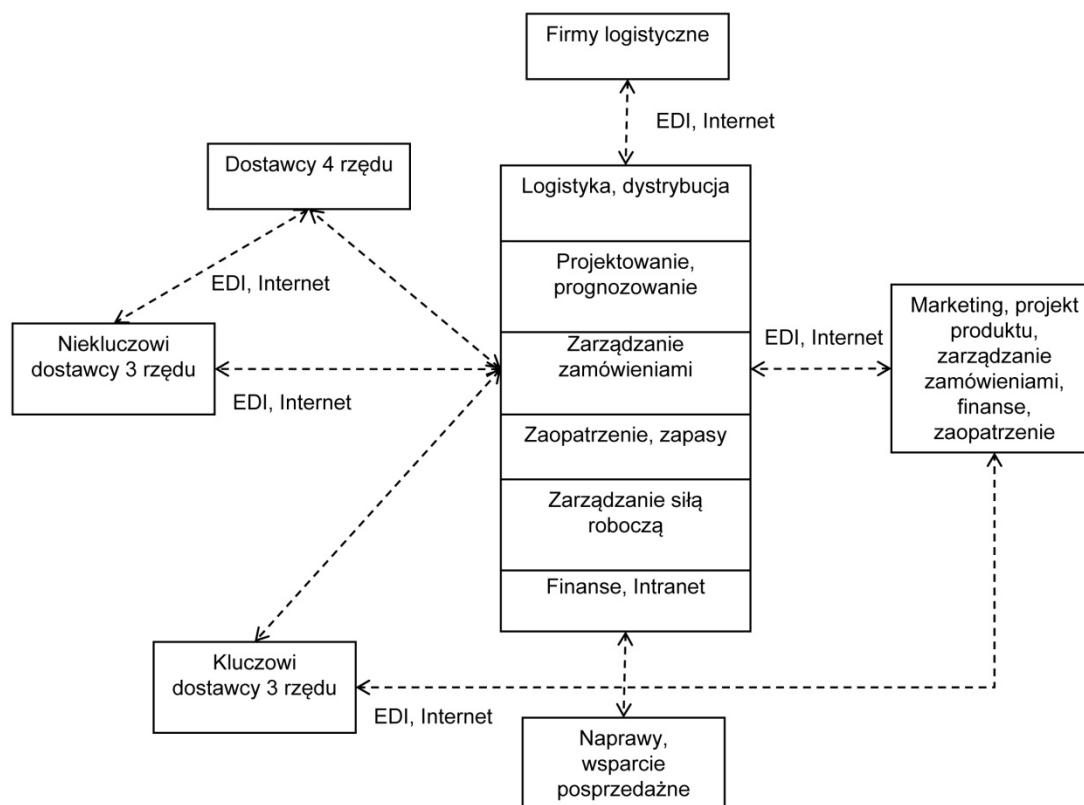 Firmy logistyczne
EDI, Internet
Dostawcy 4 rzędu
Logistyka, dystrybucja
EDI, Internet
Projektowanie,
prognozowanie
Niekluczowi
dostawcy 3 rzędu
EDI, Internet
Zarządzanie
zamówieniami
EDI, Internet
Marketing, projekt
produktu,
zarządzanie
zamówieniami,
finanse,
zaopatrzenie
Zaopatrzenie, zapasy
Zarządzanie siłą
roboczą
Finanse, Intranet
Kluczowi
dostawcy 3 rzędu
EDI, Internet
Naprawy,
wsparcie
posprzedażne